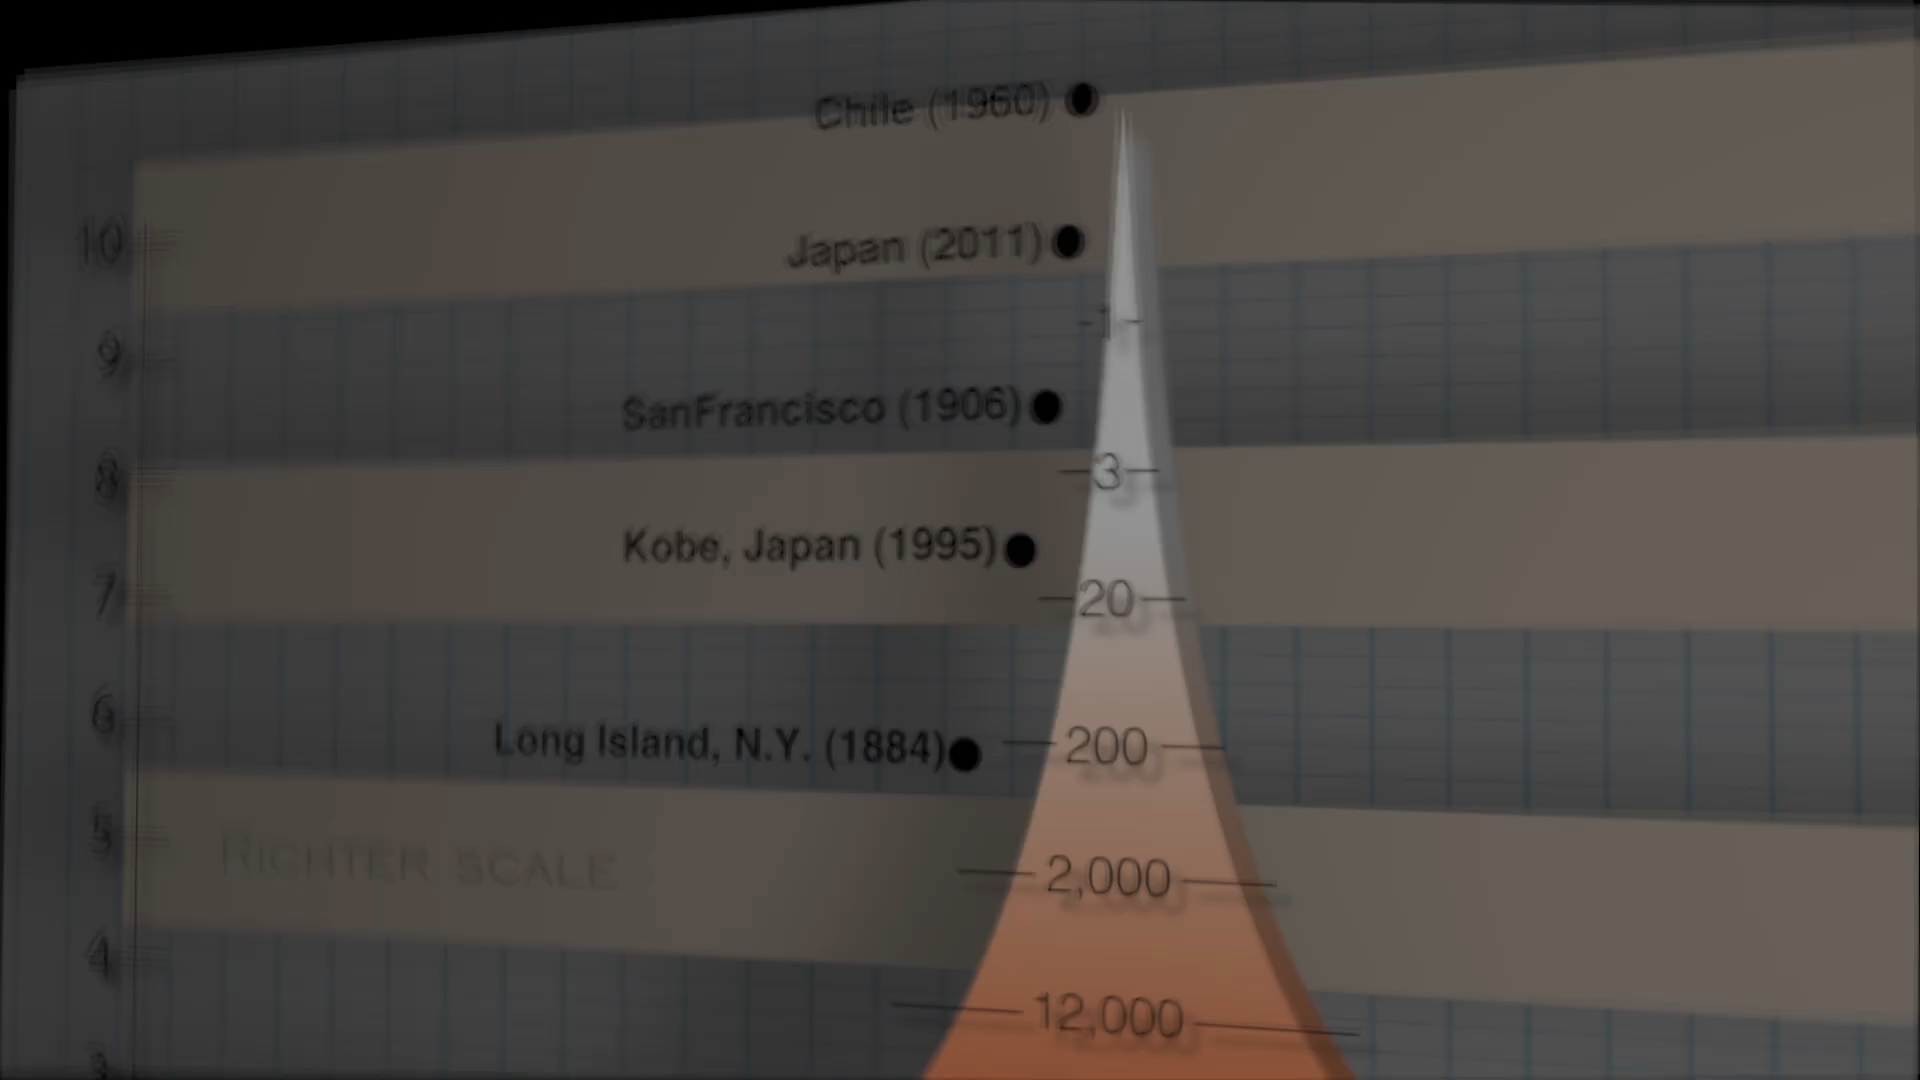 Chile (1960)
10
Japan (2011)
1
9
SanFrancisco (1906)
3
8
Kobe, Japan (1995)
20
7
6
Long Island, N.Y. (1884)
200
5
RICHTER SCALE
2,000
4
12,000
3